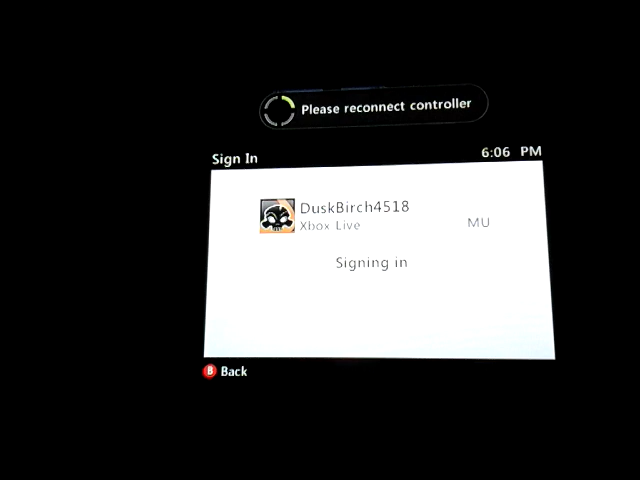 Please reconnect controller
Sign In
6:06 PM
DuskBirch4518
Xbox Live
MU
Signing in
B Back